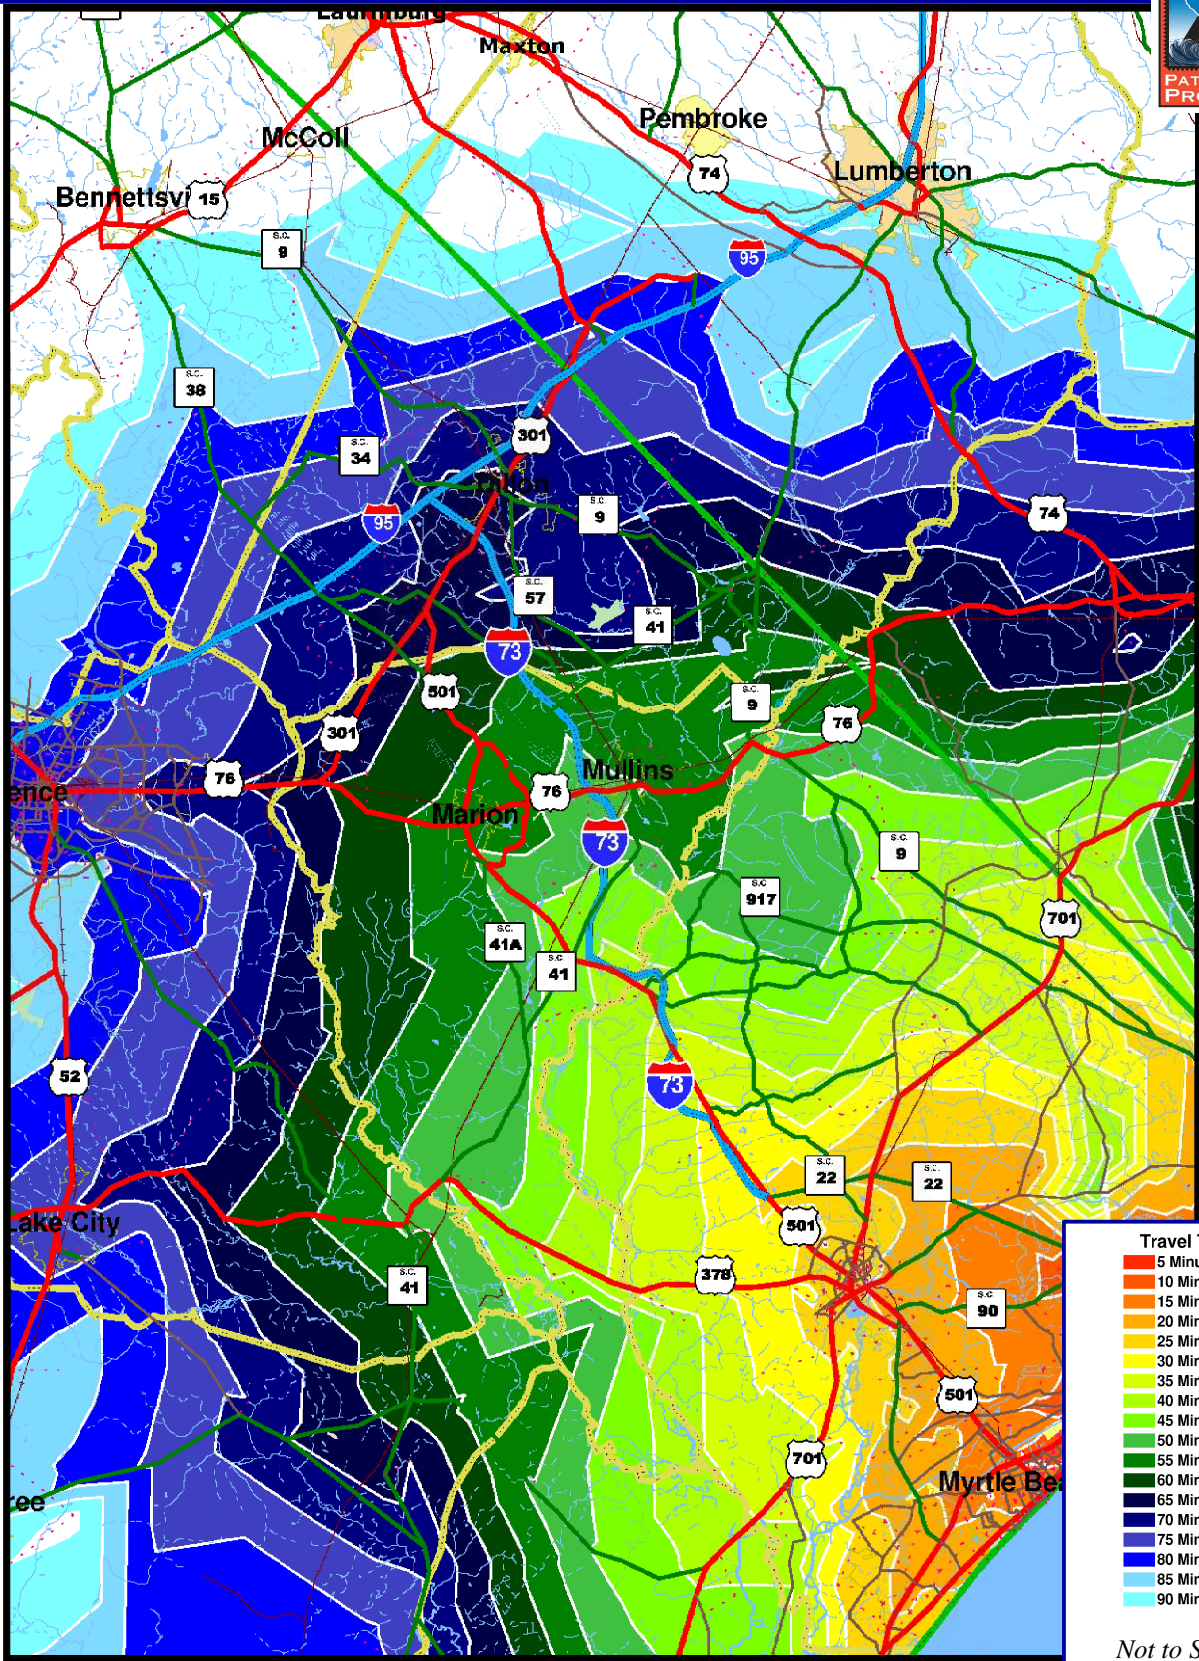 Laurinburg
Maxton
PAT
PRO
Pembroke
McColl
74
Lumberton
Bennettsvi
15
S.C.
9
95
S.C.
38
301
S.C.
34
Dillon
S.C.
9
95
74
S.C.
57
S.C.
41
73
501
S.C.
9
76
301
76
Mullins
ence
76
Marion
73
S.C.
9
S.C.
917
701
S.C.
41A
S.C.
41
52
73
S.C.
22
S.C.
22
Lake City
501
378
S.C.
41
S.C.
90
501
701
Myrtle Bea
ree
Travel T
5 Minu
10 Min
15 Min
20 Min
25 Min
30 Min
35 Min
40 Min
45 Min
50 Min
55 Min
60 Min
65 Min
70 Min
75 Min
80 Min
85 Min
90 Min
Not to S